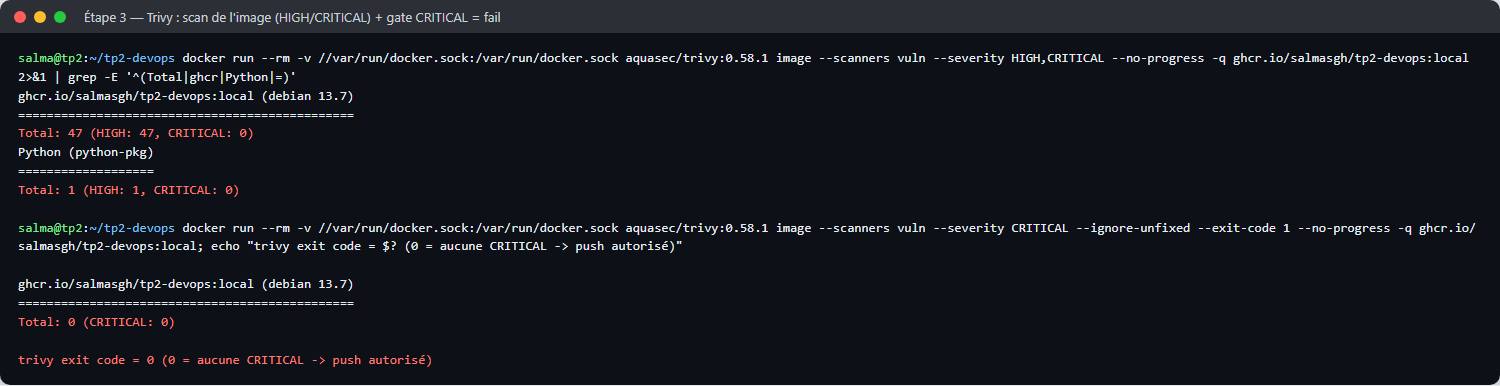 Étape 3 — Trivy : scan de l'image (HIGH/CRITICAL) + gate CRITICAL = fail
salma@tp2:~/tp2-devops docker run --rm -v //var/run/docker.sock:/var/run/docker.sock aquasec/trivy:0.58.1 image --scanners vuln --severity HIGH,CRITICAL --no-progress -q ghcr.io/salmasgh/tp2-devops:local
2>&1 | grep -E '^(Total|ghcr|Python|=)'
ghcr.io/salmasgh/tp2-devops:local (debian 13.7)
===============================================
Total: 47 (HIGH: 47, CRITICAL: 0)
Python (python-pkg)
===================
Total: 1 (HIGH: 1, CRITICAL: 0)
salma@tp2:~/tp2-devops docker run --rm -v //var/run/docker.sock:/var/run/docker.sock aquasec/trivy:0.58.1 image --scanners vuln --severity CRITICAL --ignore-unfixed --exit-code 1 --no-progress -q ghcr.io/
salmasgh/tp2-devops:local; echo "trivy exit code = $? (0 = aucune CRITICAL -> push autorisé)"
ghcr.io/salmasgh/tp2-devops:local (debian 13.7)
===============================================
Total: 0 (CRITICAL: 0)
trivy exit code = 0 (0 = aucune CRITICAL -> push autorisé)